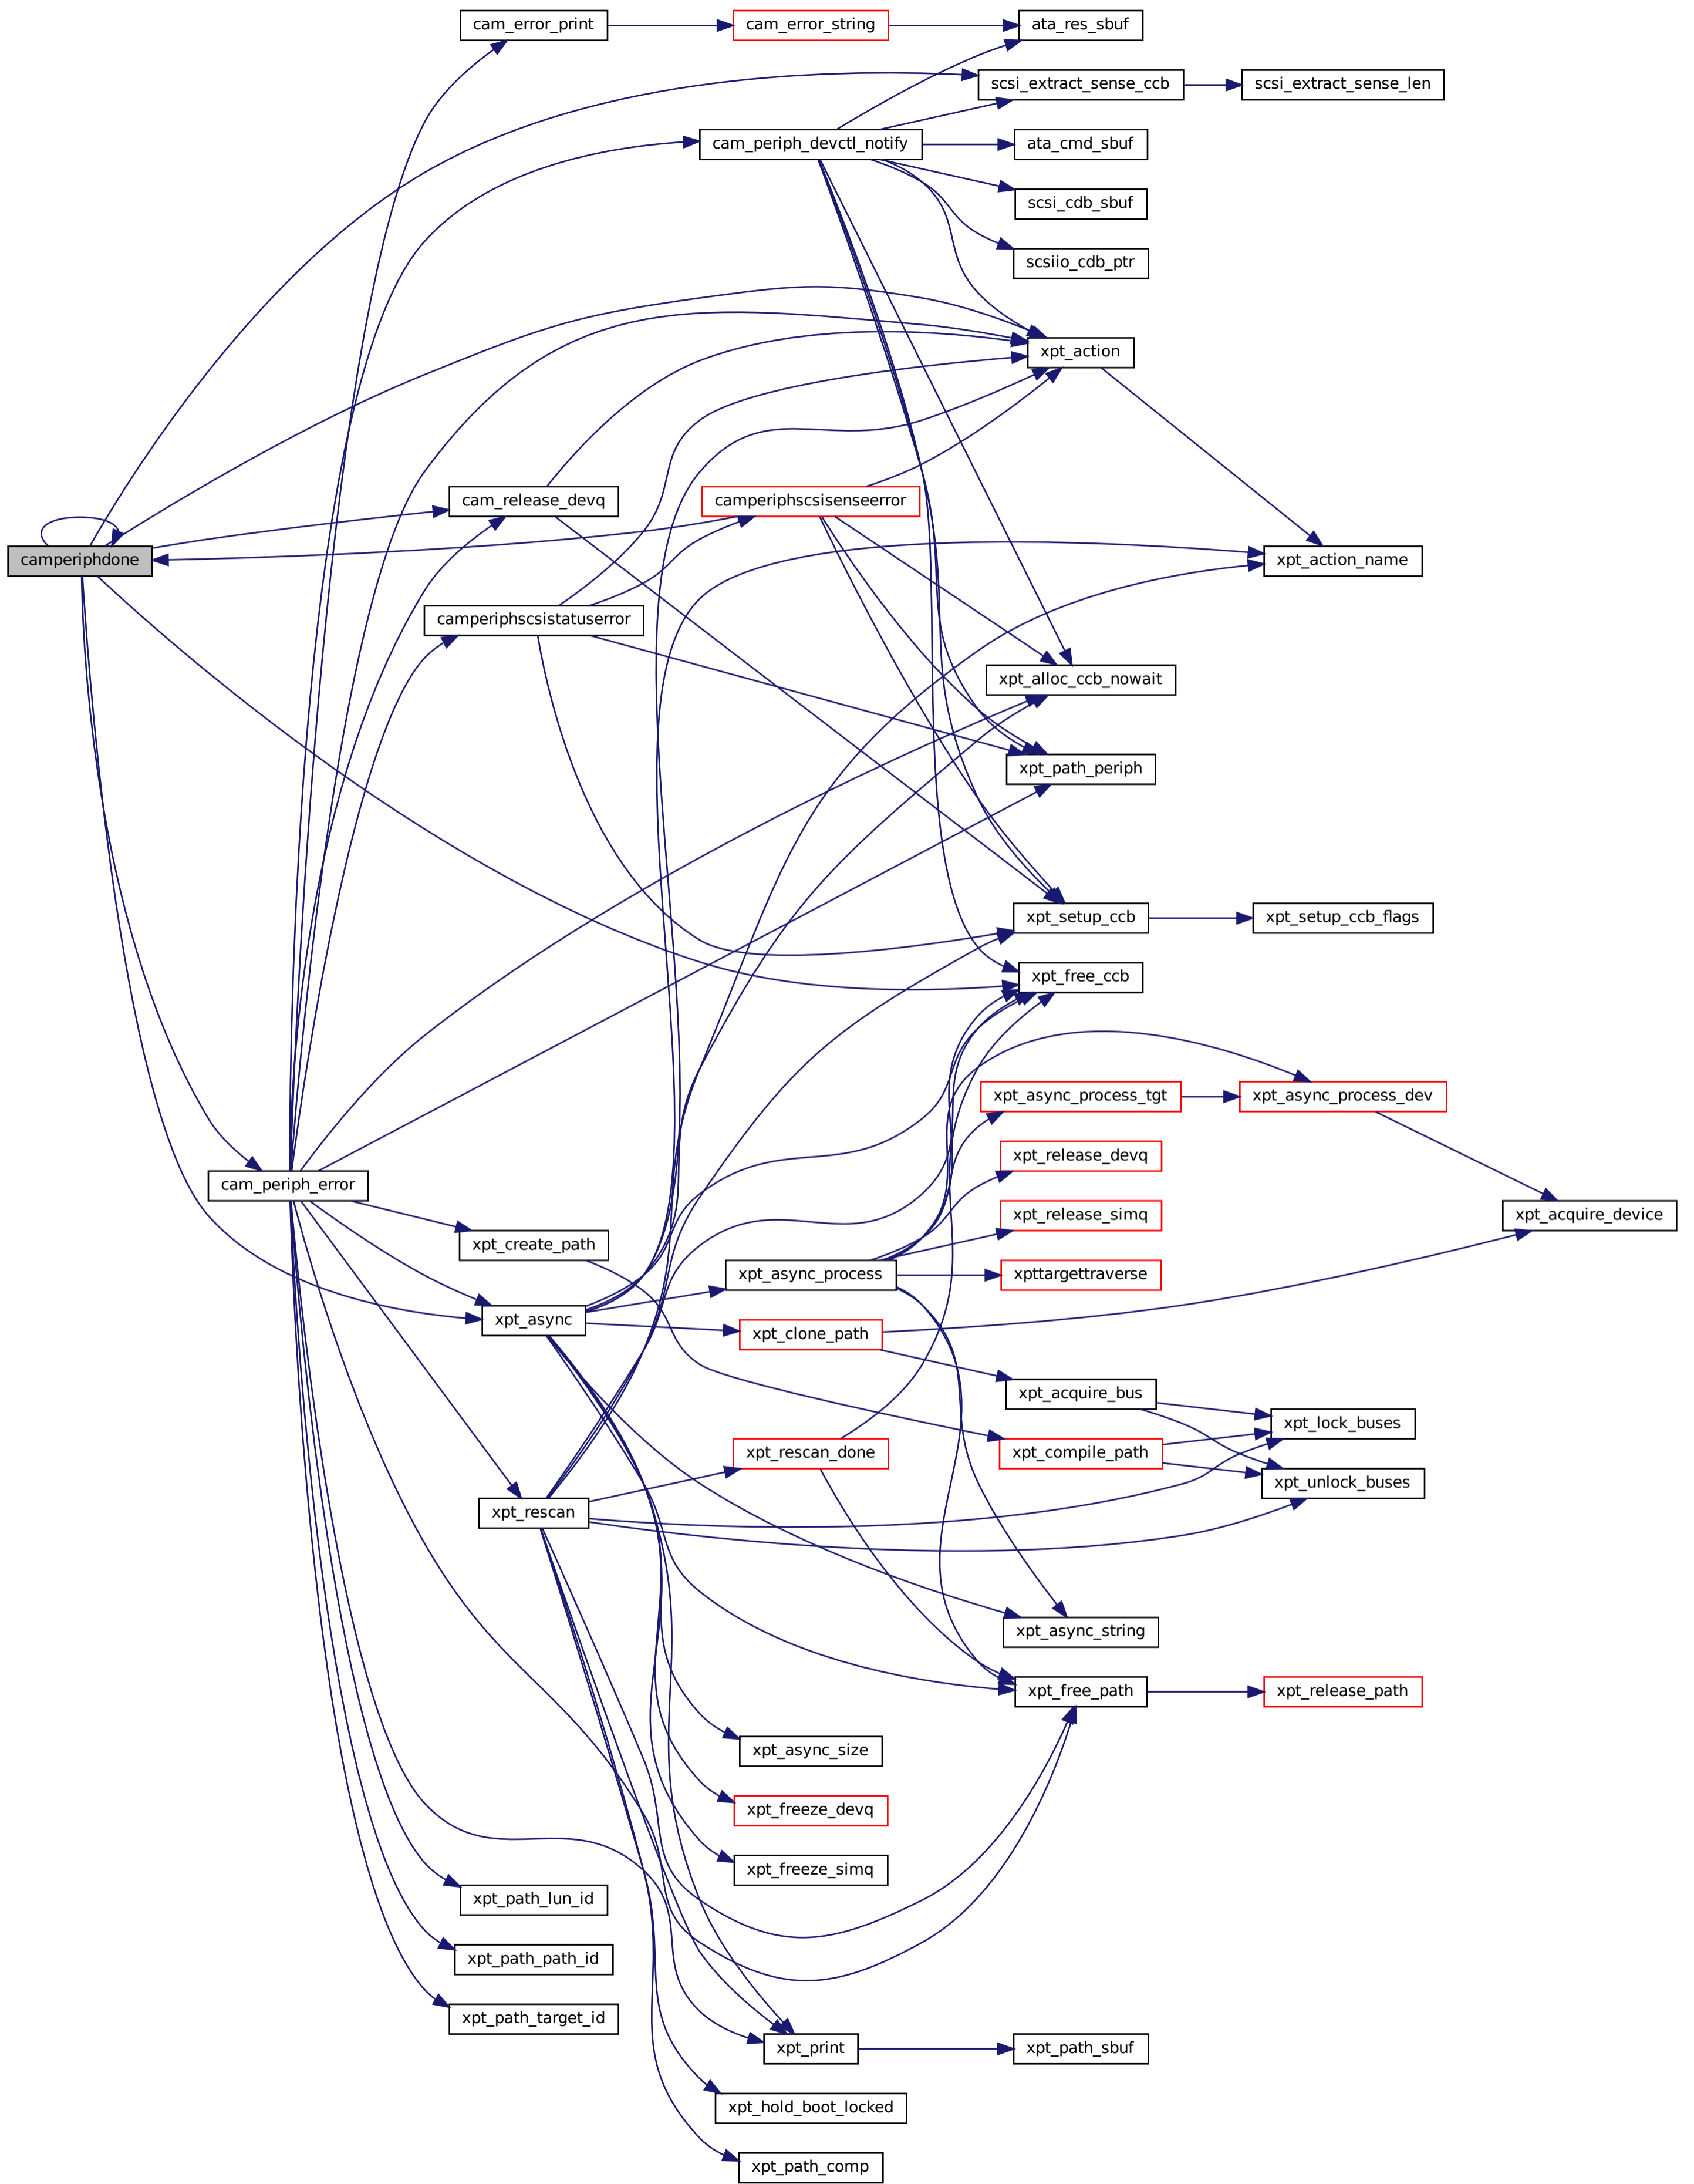 cam_error_print
cam_error_string
ata_res_sbuf
scsi_extract_sense_ccb
scsi_extract_sense_len
cam_periph_devctl_notify
ata_cmd_sbuf
scsi_cdb_sbuf
scsiio_cdb_ptr
xpt_action
cam_release_devq
camperiphscsisenseerror
camperiphdone
xpt_action_name
camperiphscsistatuserror
xpt_alloc_ccb_nowait
xpt_path_periph
xpt_setup_ccb
xpt_setup_ccb_flags
xpt_free_ccb
xpt_async_process_tgt
xpt_async_process_dev
xpt_release_devq
cam_periph_error
xpt_release_simq
xpt_acquire_device
xpt_create_path
xpt_async_process
xpttargettraverse
xpt_async
xpt_clone_path
xpt_acquire_bus
xpt_lock_buses
xpt_rescan_done
xpt_compile_path
xpt_unlock_buses
xpt_rescan
xpt_async_string
xpt_free_path
xpt_release_path
xpt_async_size
xpt_freeze_devq
xpt_freeze_simq
xpt_path_lun_id
xpt_path_path_id
xpt_path_target_id
xpt_print
xpt_path_sbuf
xpt_hold_boot_locked
xpt_path_comp